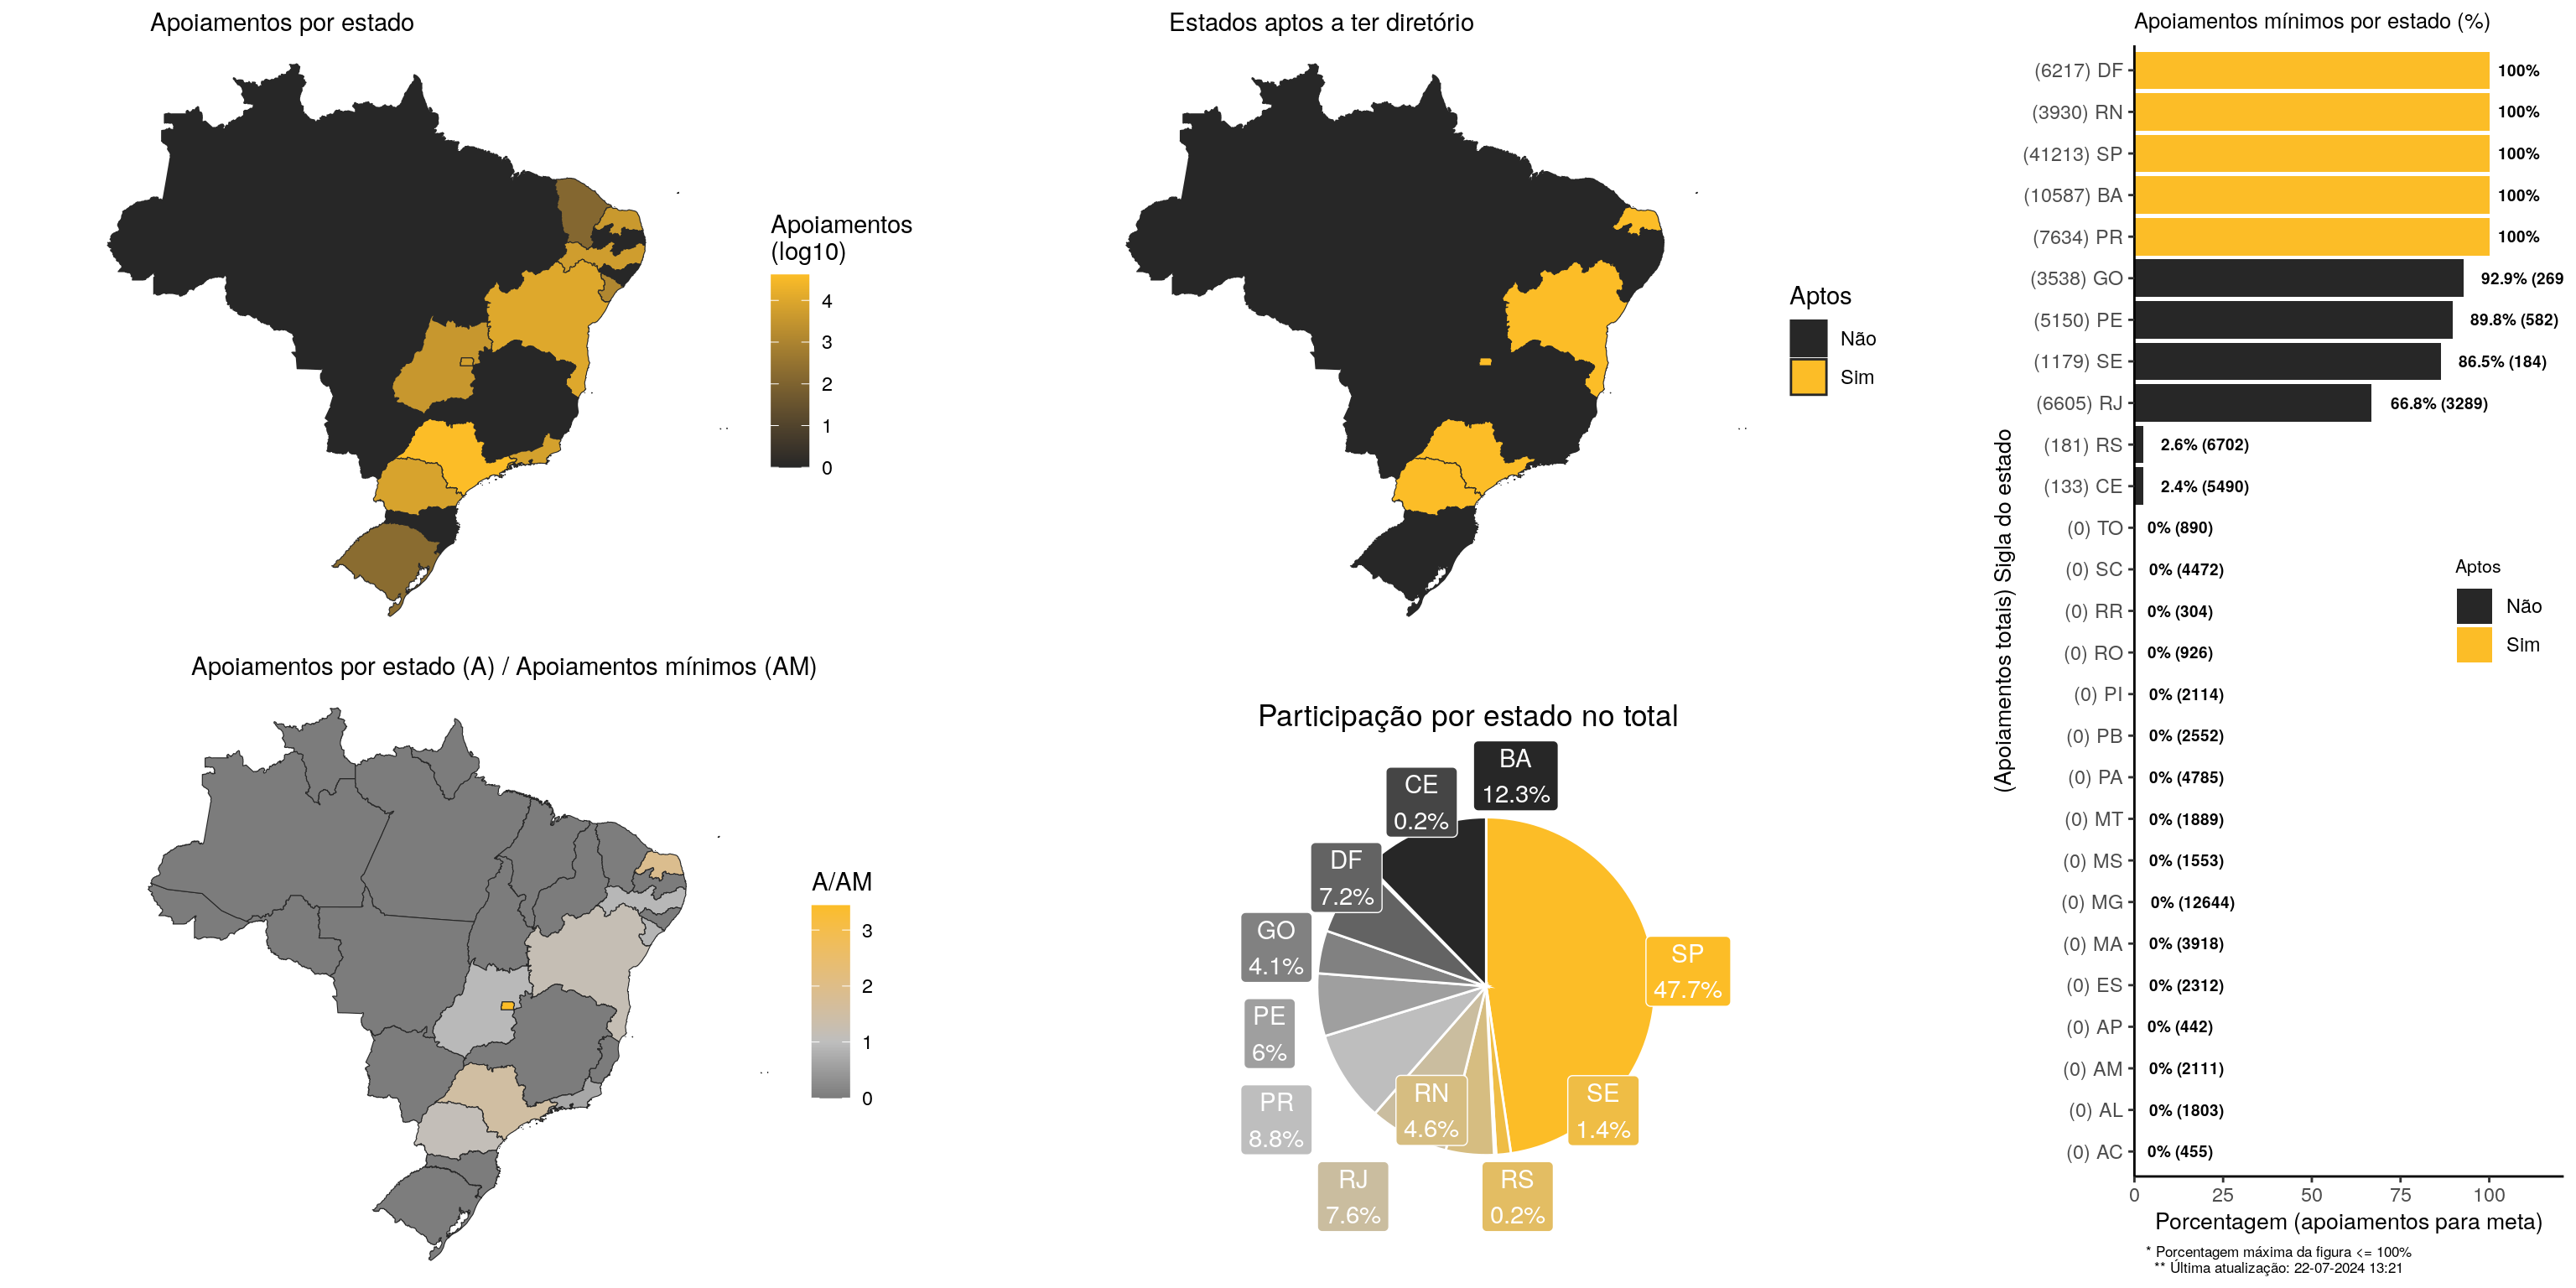 Apoiamentos por estado
Apoiamentos
(log10)
4
3
2
1
0
Estados aptos a ter diretório
Aptos
Não
Sim
Apoiamentos por estado (A) / Apoiamentos mínimos (AM)
A/AM
3
2
1
0
Participação por estado no total
BA
12.3%
CE
0.2%
DF
7.2%
GO
4.1%
PE
6%
PR
8.8%
RJ
7.6%
RN
4.6%
RS
0.2%
SE
1.4%
SP
47.7%
Apoiamentos mínimos por estado (%)
(Apoiamentos totais) Sigla do estado
(6217) DF 100%
(3930) RN 100%
(41213) SP 100%
(10587) BA 100%
(7634) PR 100%
(3538) GO 92.9% (269
(5150) PE 89.8% (582)
(1179) SE 86.5% (184)
(6605) RJ 66.8% (3289)
(181) RS 2.6% (6702)
(133) CE 2.4% (5490)
(0) TO 0% (890)
(0) SC 0% (4472)
(0) RR 0% (304)
(0) RO 0% (926)
(0) PI 0% (2114)
(0) PB 0% (2552)
(0) PA 0% (4785)
(0) MT 0% (1889)
(0) MS 0% (1553)
(0) MG 0% (12644)
(0) MA 0% (3918)
(0) ES 0% (2312)
(0) AP 0% (442)
(0) AM 0% (2111)
(0) AL 0% (1803)
(0) AC 0% (455)
Aptos
Não
Sim
0 25 50 75 100
Porcentagem (apoiamentos para meta)
* Porcentagem máxima da figura <= 100%
** Última atualização: 22-07-2024 13:21